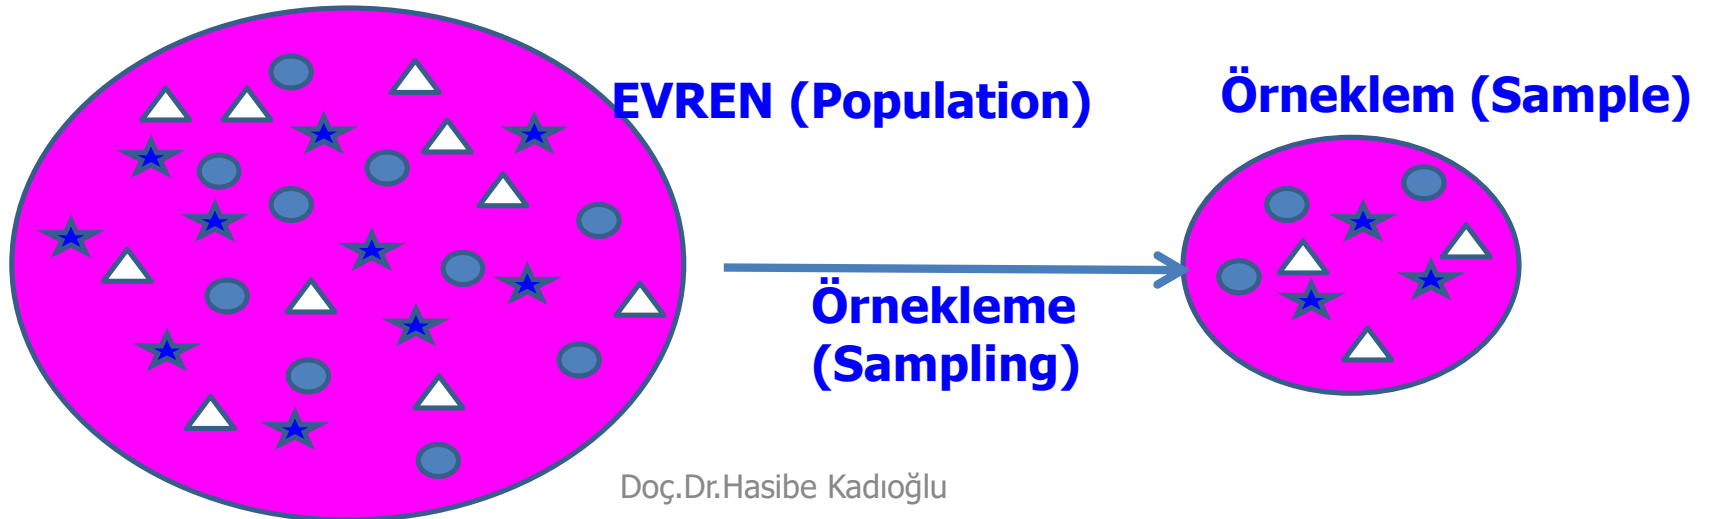 EVREN (Population)
Örneklem (Sample)
Örnekleme
(Sampling)
Doç.Dr.Hasibe Kadıoğlu